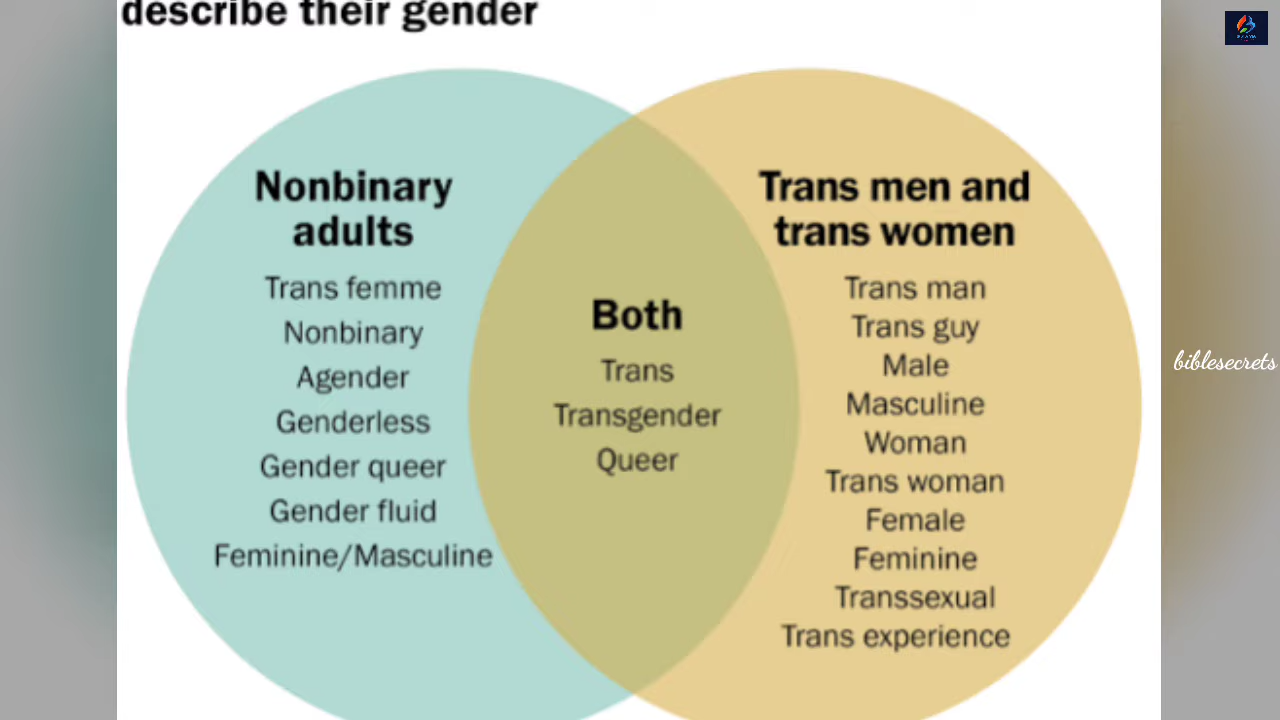 describe their gender
Nonbinary
adults
Trans femme
Nonbinary
Agender
Genderless
Gender queer
Gender fluid
Feminine/Masculine
Both
Trans
Transgender
Queer
Trans men and
trans women
Trans man
Trans guy
Male
Masculine
Woman
Trans woman
Female
Feminine
Transsexual
Trans experience
biblesecrets